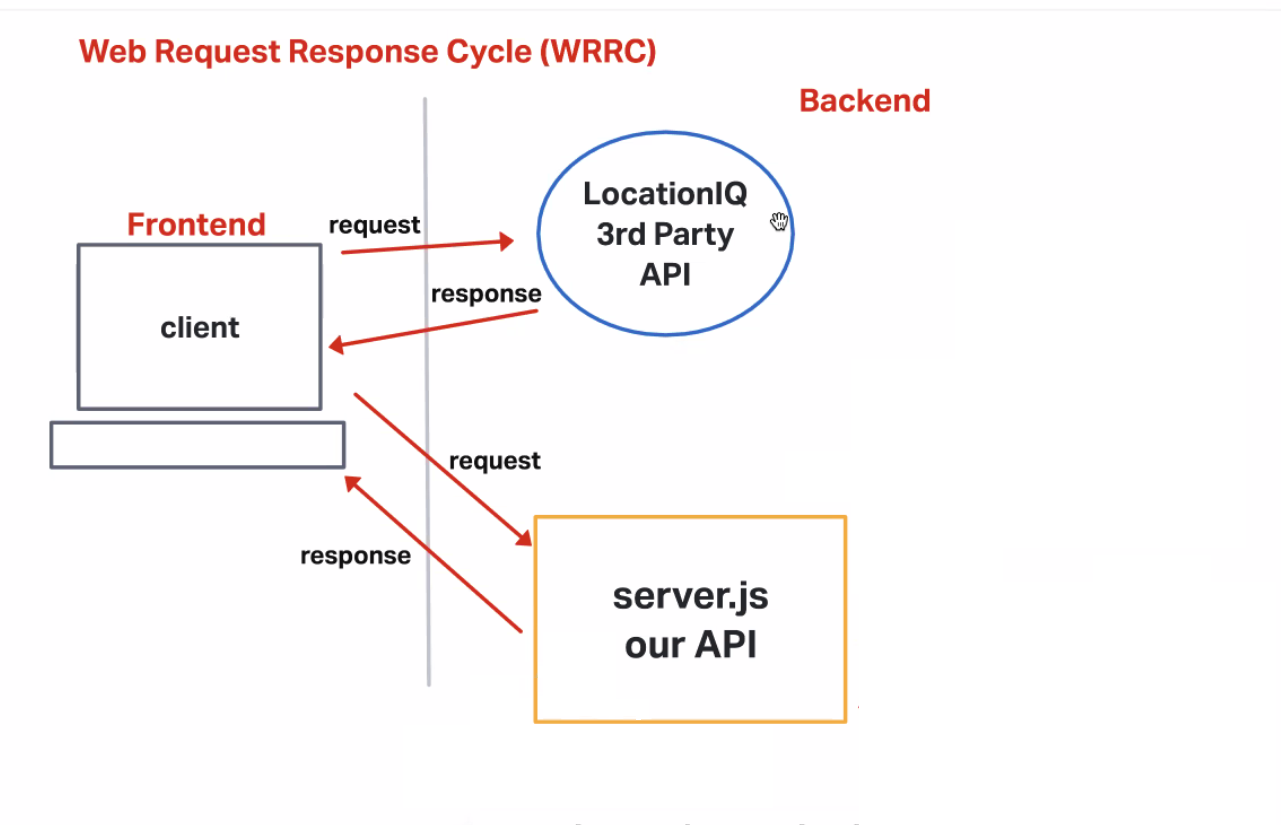 Web Request Response Cycle (WRRC)
Backend
Frontend
request
LocationIQ
3rd Party
API
response
client
request
response
server.js
our API